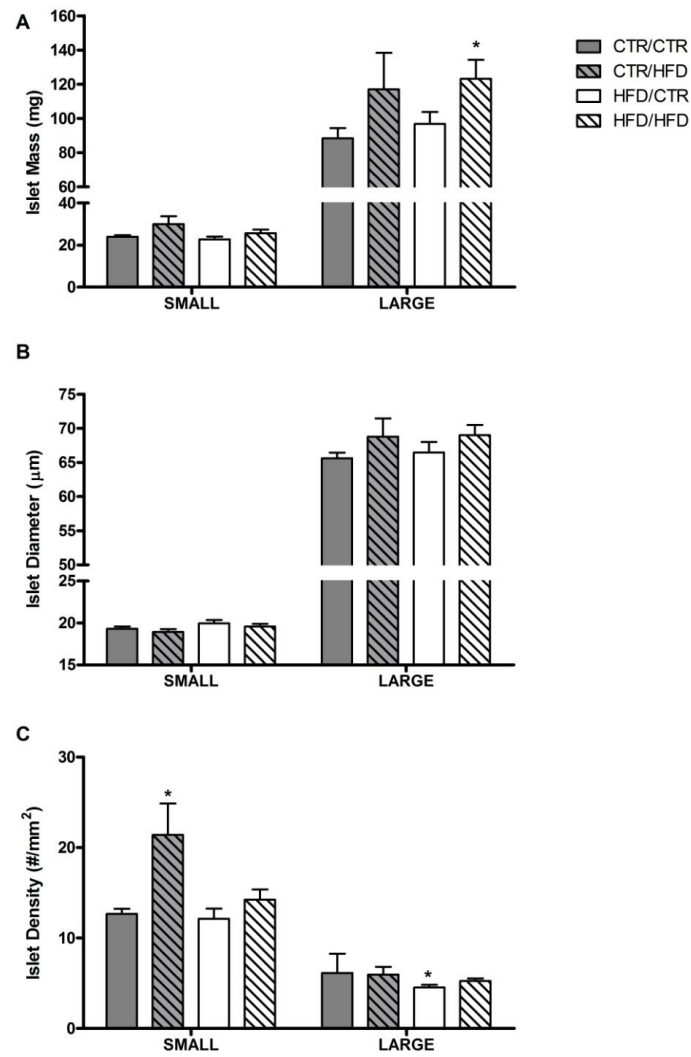 A
Islet Mass (mg)
160
140
120
100
80
60
40
20
0
*
SMALL
LARGE
CTR/CTR
CTR/HFD
HFD/CTR
HFD/HFD
B
Islet Diameter (μm)
75
70
65
60
55
50
25
20
15
SMALL
LARGE
C
Islet Density (#/mm²)
30
20
10
0
*
*
SMALL
LARGE